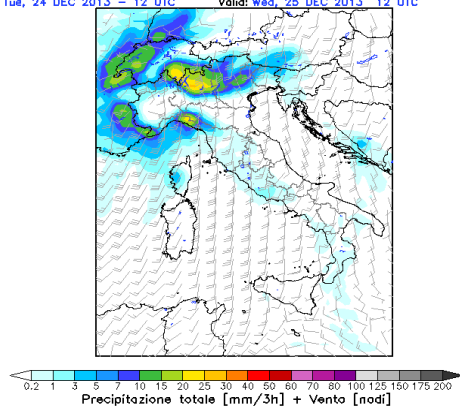 Tue, 24 DEC 2013 - 12 UTC Valid: Wed, 25 DEC 2013 12 UTC
0.2 1 3 5 7 10 15 20 25 30 40 50 60 70 80 100 125 150 175 200
Precipitazione totale [mm/3h] + Vento [nodi]